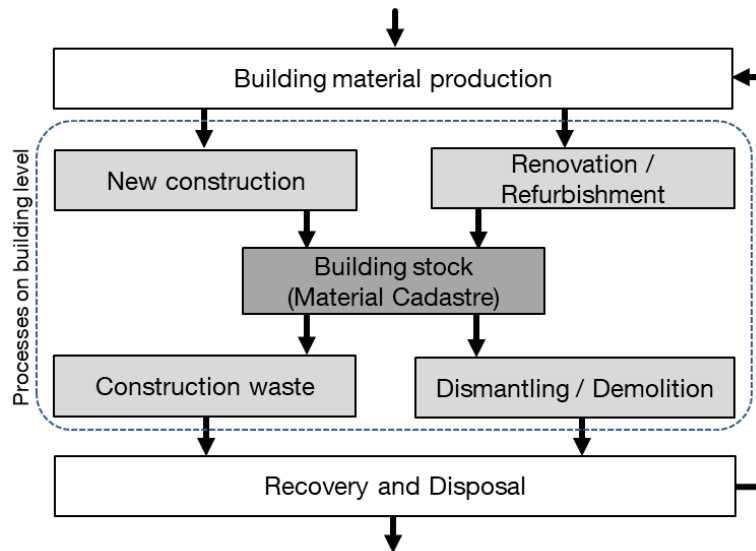 Building material production
Processes on building level
New construction
Renovation /
Refurbishment
Building stock
(Material Cadastre)
Construction waste
Dismantling / Demolition
Recovery and Disposal